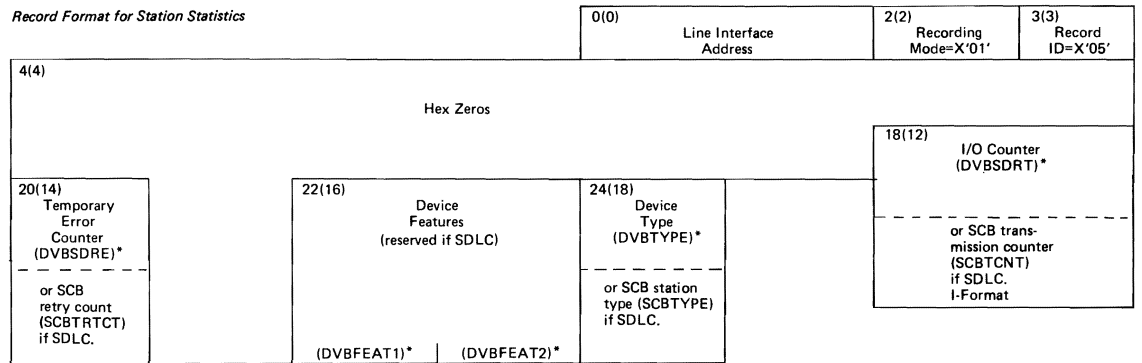 Record Format for Station Statistics
0(0)
Line Interface
Address
2(2)
Recording
Mode=X'01'
3(3)
Record
ID=X'05'
4(4)
Hex Zeros
18(12)
I/O Counter
(DVBSDRT)*
or SCB trans-
mission counter
(SCBTCNT)
if SDLC.
I-Format
20(14)
Temporary
Error
Counter
(DVBSDRE)*
or SCB
retry count
(SCBTRTCT)
if SDLC.
22(16)
Device
Features
(reserved if SDLC)
(DVBFEAT1)*
(DVBFEAT2)*
24(18)
Device
Type
(DVBTYPE)*
or SCB station
type (SCBTYPE)
if SDLC.